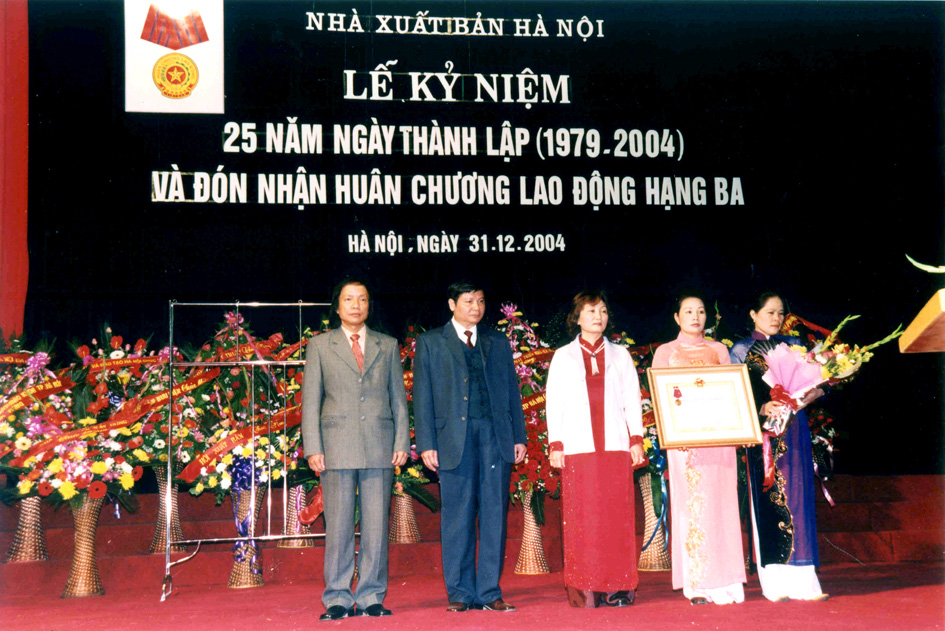 NHÀ XUẤT BẢN HÀ NỘI
LỄ KỶ NIỆM
25 NĂM NGÀY THÀNH LẬP (1979-2004)
VÀ ĐÓN NHẬN HUÂN CHƯƠNG LAO ĐỘNG HẠNG BA
HÀ NỘI, NGÀY 31.12.2004